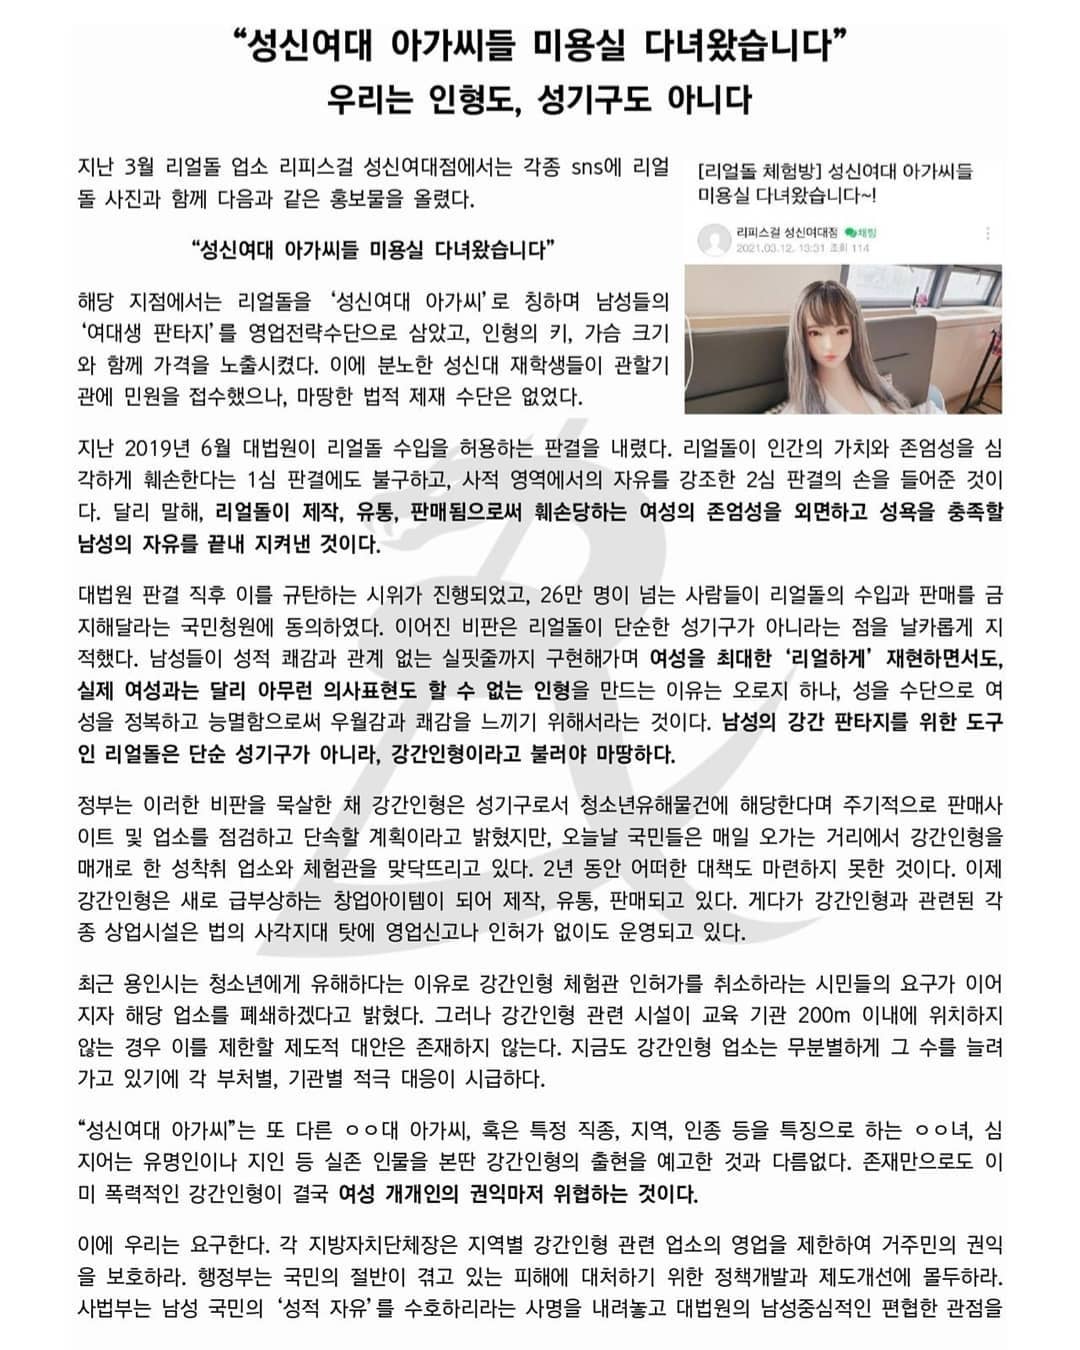 “성신여대 아가씨들 미용실 다녀왔습니다”
우리는 인형도, 성기구도 아니다
지난 3월 리얼돌 업소 리피스걸 성신여대점에서는 각종 sns에 리얼
돌 사진과 함께 다음과 같은 홍보물을 올렸다.
“성신여대 아가씨들 미용실 다녀왔습니다”
해당 지점에서는 리얼돌을 ‘성신여대 아가씨’로 칭하며 남성들의
‘여대생 판타지’를 영업전략수단으로 삼았고, 인형의 키, 가슴 크기
와 함께 가격을 노출시켰다. 이에 분노한 성신대 재학생들이 관할기
관에 민원을 접수했으나, 마땅한 법적 제재 수단은 없었다.
[리얼돌 체험방] 성신여대 아가씨들
미용실 다녀왔습니다~!
리피스걸 성신여대점 채팅
2021.03.12. 13:31 조회 114
지난 2019년 6월 대법원이 리얼돌 수입을 허용하는 판결을 내렸다. 리얼돌이 인간의 가치와 존엄성을 심
각하게 훼손한다는 1심 판결에도 불구하고, 사적 영역에서의 자유를 강조한 2심 판결의 손을 들어준 것이
다. 달리 말해, 리얼돌이 제작, 유통, 판매됨으로써 훼손당하는 여성의 존엄성을 외면하고 성욕을 충족할
남성의 자유를 끝내 지켜낸 것이다.
대법원 판결 직후 이를 규탄하는 시위가 진행되었고, 26만 명이 넘는 사람들이 리얼돌의 수입과 판매를 금
지해달라는 국민청원에 동의하였다. 이어진 비판은 리얼돌이 단순한 성기구가 아니라는 점을 날카롭게 지
적했다. 남성들이 성적 쾌감과 관계 없는 실핏줄까지 구현해가며 여성을 최대한 ‘리얼하게’ 재현하면서도,
실제 여성과는 달리 아무런 의사표현도 할 수 없는 인형을 만드는 이유는 오로지 하나, 성을 수단으로 여
성을 정복하고 능멸함으로써 우월감과 쾌감을 느끼기 위해서라는 것이다. 남성의 강간 판타지를 위한 도구
인 리얼돌은 단순 성기구가 아니라, 강간인형이라고 불러야 마땅하다.
정부는 이러한 비판을 묵살한 채 강간인형은 성기구로서 청소년유해물건에 해당한다며 주기적으로 판매사
이트 및 업소를 점검하고 단속할 계획이라고 밝혔지만, 오늘날 국민들은 매일 오가는 거리에서 강간인형을
매개로 한 성착취 업소와 체험관을 맞닥뜨리고 있다. 2년 동안 어떠한 대책도 마련하지 못한 것이다. 이제
강간인형은 새로 급부상하는 창업아이템이 되어 제작, 유통, 판매되고 있다. 게다가 강간인형과 관련된 각
종 상업시설은 법의 사각지대 탓에 영업신고나 인허가 없이도 운영되고 있다.
최근 용인시는 청소년에게 유해하다는 이유로 강간인형 체험관 인허가를 취소하라는 시민들의 요구가 이어
지자 해당 업소를 폐쇄하겠다고 밝혔다. 그러나 강간인형 관련 시설이 교육 기관 200m 이내에 위치하지
않는 경우 이를 제한할 제도적 대안은 존재하지 않는다. 지금도 강간인형 업소는 무분별하게 그 수를 늘려
가고 있기에 각 부처별, 기관별 적극 대응이 시급하다.
“성신여대 아가씨”는 또 다른 ㅇㅇ대 아가씨, 혹은 특정 직종, 지역, 인종 등을 특징으로 하는 ㅇㅇ녀, 심
지어는 유명인이나 지인 등 실존 인물을 본딴 강간인형의 출현을 예고한 것과 다름없다. 존재만으로도 이
미 폭력적인 강간인형이 결국 여성 개개인의 권익마저 위협하는 것이다.
이에 우리는 요구한다. 각 지방자치단체장은 지역별 강간인형 관련 업소의 영업을 제한하여 거주민의 권익
을 보호하라. 행정부는 국민의 절반이 겪고 있는 피해에 대처하기 위한 정책개발과 제도개선에 몰두하라.
사법부는 남성 국민의 ‘성적 자유’를 수호하리라는 사명을 내려놓고 대법원의 남성중심적인 편협한 관점을